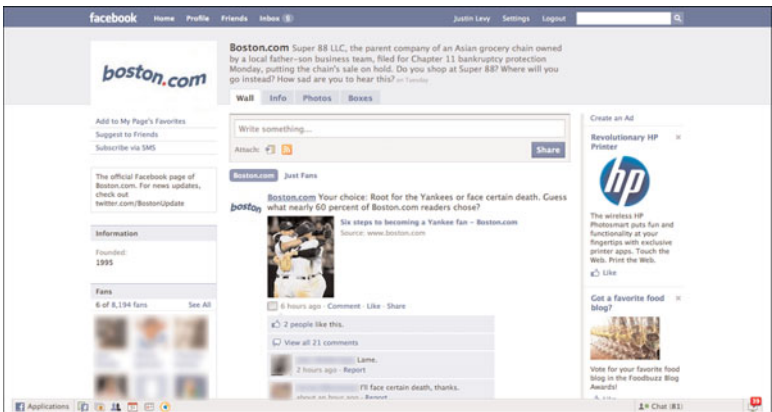 facebook Home Profile Friends Inbox 5 Justin Levy Settings Logout
boston.com
Boston.com Super 88 LLC, the parent company of an Asian grocery chain owned
by a local father-son business team, filed for Chapter 11 bankruptcy protection
Monday, putting the chain's sale on hold. Do you shop at Super 88? Where will you
go instead? How sad are you to hear this? on Tuesday
Wall Info Photos Boxes
Add to My Page's Favorites
Suggest to Friends
Subscribe via SMS
The official Facebook page of
Boston.com. For news updates,
check out
twitter.com/BostonUpdate
Information
Founded:
1995
Fans
6 of 8,194 fans See All
Write something...
Attach:
Share
Boston.com Just Fans
boston
Boston.com Your choice: Root for the Yankees or face certain death. Guess
what nearly 60 percent of Boston.com readers chose?
Six steps to becoming a Yankee fan – Boston.com
Source: www.boston.com
6 hours ago · Comment · Like · Share
2 people like this.
View all 21 comments
Lame.
2 hours ago · Report
I'll face certain death, thanks.
about an hour ago · Report
Create an Ad
Revolutionary HP
Printer
hp
The wireless HP
Photosmart puts fun and
functionality at your
fingertips with exclusive
printer apps. Touch the
Web. Print the Web.
Like
Got a favorite food
blog?
Vote for your favorite food
blog in the Foodbuzz Blog
Awards!
Like
Applications
Chat (81)